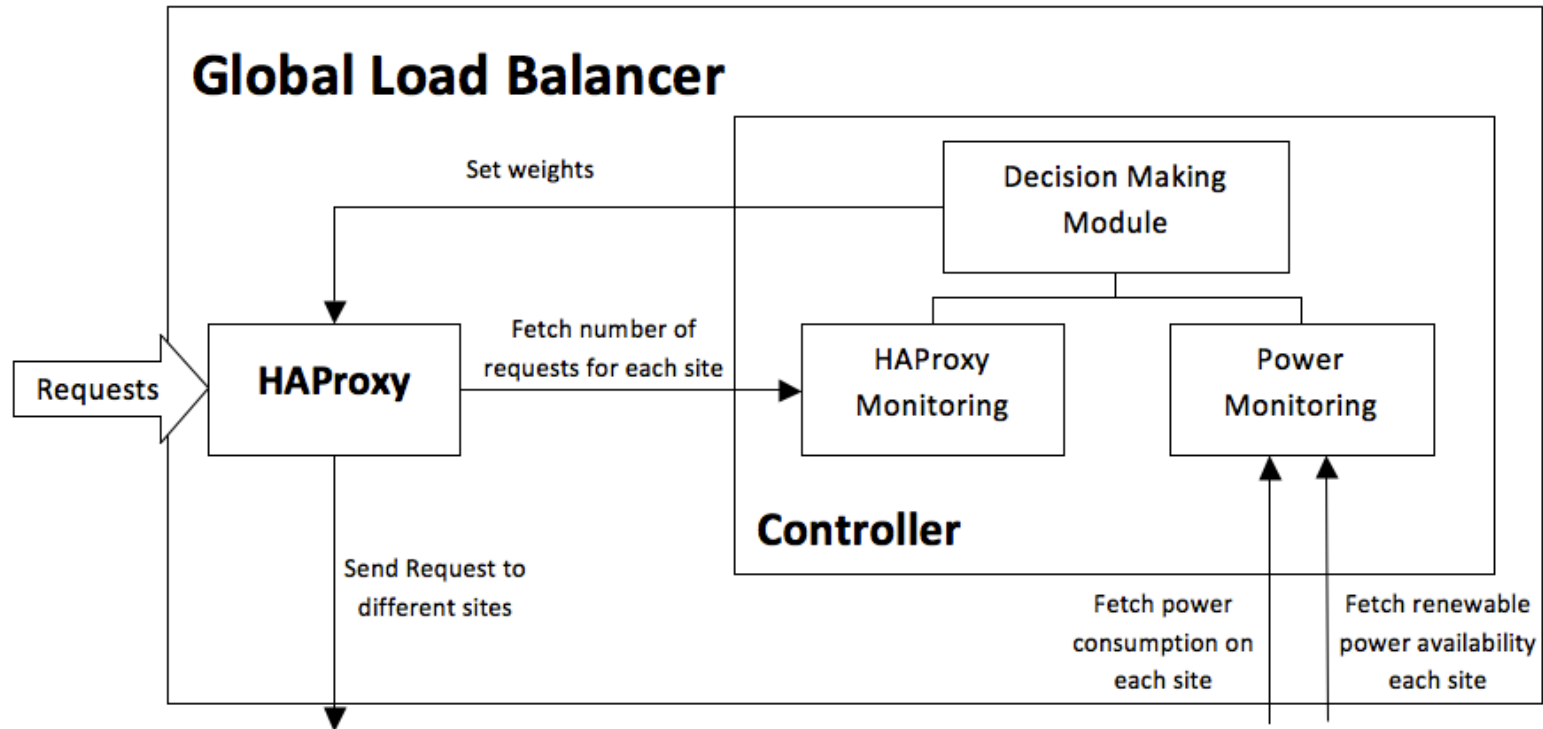 Global Load Balancer
Set weights
Decision Making
Module
Requests
HAProxy
Fetch number of
requests for each site
HAProxy
Monitoring
Power
Monitoring
Controller
Send Request to
different sites
Fetch power
consumption on
each site
Fetch renewable
power availability
each site